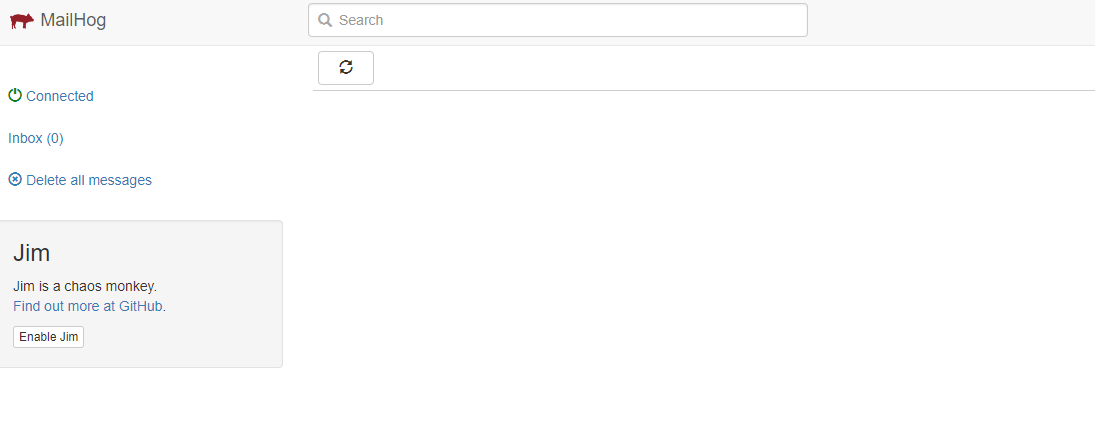 MailHog
Search
Connected
Inbox (0)
Delete all messages
Jim
Jim is a chaos monkey.
Find out more at GitHub.
Enable Jim